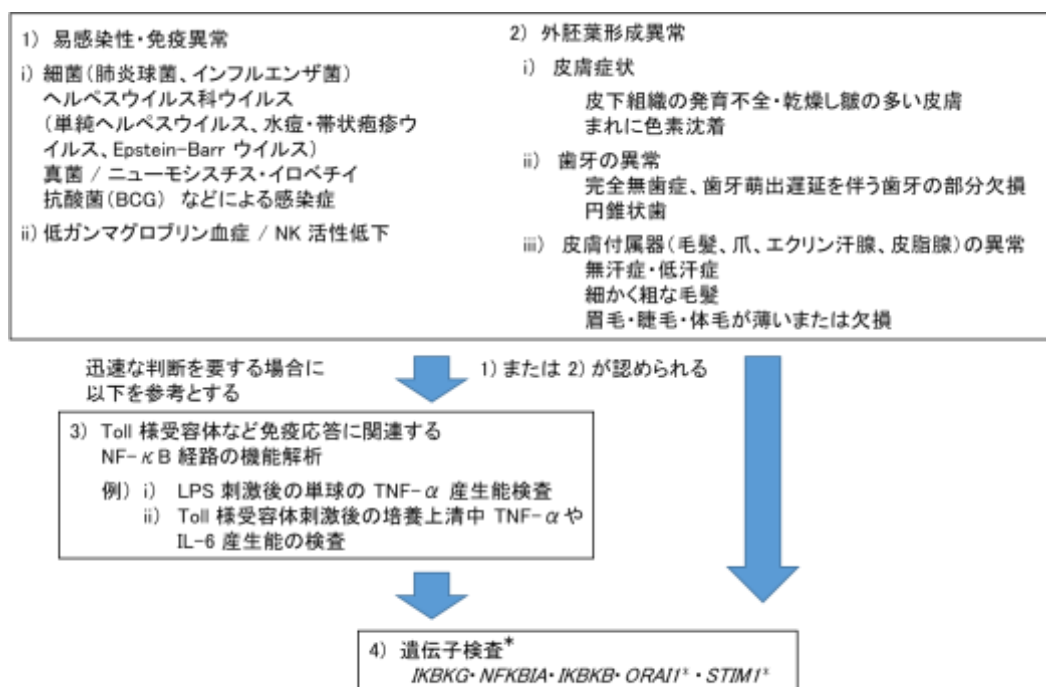 1) 易感染性・免疫異常
i) 細菌(肺炎球菌、インフルエンザ菌)
ヘルペスウイルス科ウイルス
(単純ヘルペスウイルス、水痘・帯状疱疹ウ
イルス、Epstein-Barr ウイルス)
真菌 / ニューモシスチス・イロベチイ
抗酸菌(BCG) などによる感染症
ii) 低ガンマグロブリン血症 / NK 活性低下
2) 外胚葉形成異常
i) 皮膚症状
皮下組織の発育不全・乾燥し皺の多い皮膚
まれに色素沈着
ii) 歯牙の異常
完全無歯症、歯牙萌出遅延を伴う歯牙の部分欠損
円錐状歯
iii) 皮膚付属器(毛髪、爪、エクリン汗腺、皮脂腺)の異常
無汗症・低汗症
細かく粗な毛髪
眉毛・睫毛・体毛が薄いまたは欠損
迅速な判断を要する場合に
以下を参考とする
1) または 2) が認められる
3) Toll 様受容体など免疫応答に関連する
NF-κB 経路の機能解析
例) i) LPS 刺激後の単球の TNF-α 産生能検査
ii) Toll 様受容体刺激後の培養上清中 TNF-αや
IL-6 産生能の検査
4) 遺伝子検査*
IKBKG・NFKBIA・IKBKB・ORAI1*・STIM1*